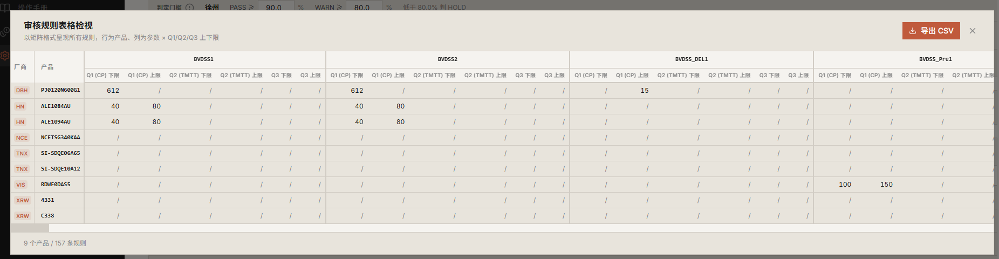 操作手册
判定门槛 徐州 PASS ≥ 90.0 % WARN ≥ 80.0 % 低于 80.0% 判 HOLD
审核规则表格检视
以矩阵格式呈现所有规则，行为产品、列为参数 × Q1/Q2/Q3 上下限
导出 CSV
厂商 产品 BVDSS1 BVDSS2 BVDSS_DEL1 BVDSS_Pre1
Q1 (CP) 下限 Q1 (CP) 上限 Q2 (TMTT) 下限 Q2 (TMTT) 上限 Q3 下限 Q3 上限 Q1 (CP) 下限 Q1 (CP) 上限 Q2 (TMTT) 下限 Q2 (TMTT) 上限 Q3 下限 Q3 上限 Q1 (CP) 下限 Q1 (CP) 上限 Q2 (TMTT) 下限 Q2 (TMTT) 上限 Q3 下限 Q3 上限 Q1 (CP) 下限 Q1 (CP) 上限 Q2 (TMTT) 下限 Q2 (TMTT) 上限
DBH PJ0120N600G1 612 / / / / / 612 / / / / / / 15 / / / / / / / /
HN ALE1084AU 40 80 / / / / 40 80 / / / / / / / / / / / / / /
HN ALE1094AU 40 80 / / / / 40 80 / / / / / / / / / / / / / /
NCE NCETSG340KAA / / / / / / / / / / / / / / / / / / / / / /
TNX SI-SDQE06A65 / / / / / / / / / / / / / / / / / / / / / /
TNX SI-SDQE10A12 / / / / / / / / / / / / / / / / / / / / / /
VIS RDWF0DAS5 / / / / / / / / / / / / / / / / / / 100 150 / /
XRW 4331 / / / / / / / / / / / / / / / / / / / / / /
XRW C338 / / / / / / / / / / / / / / / / / / / / / /
9 个产品 / 157 条规则